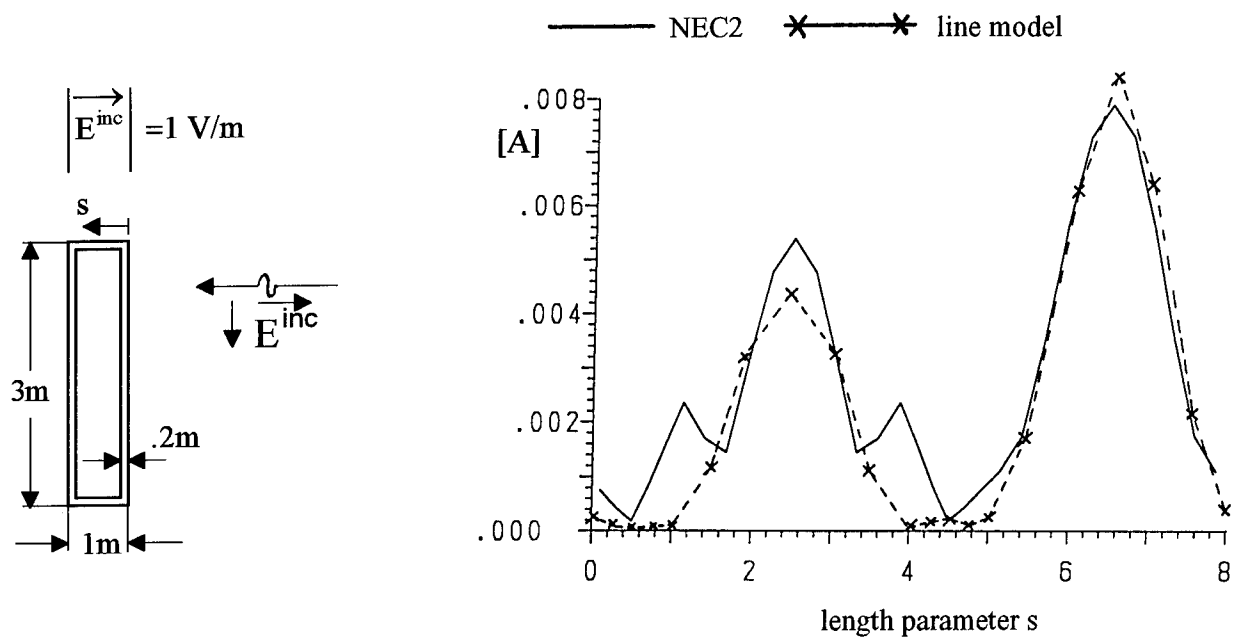 NEC2 line model
E^inc =1 V/m
s
E^inc
3m
.2m
1m
[A]
.008
.006
.004
.002
.000
0 2 4 6 8
length parameter s